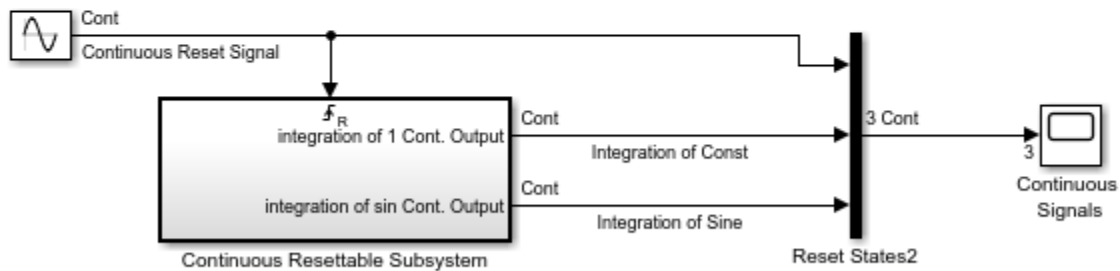 Cont
Continuous Reset Signal
R
integration of 1 Cont. Output
Cont
Integration of Const
3 Cont
3
integration of sin Cont. Output
Cont
Integration of Sine
Continuous
Signals
Continuous Resettable Subsystem
Reset States2